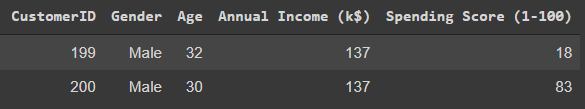 CustomerID Gender Age Annual Income (k$) Spending Score (1-100)
199 Male 32 137 18
200 Male 30 137 83